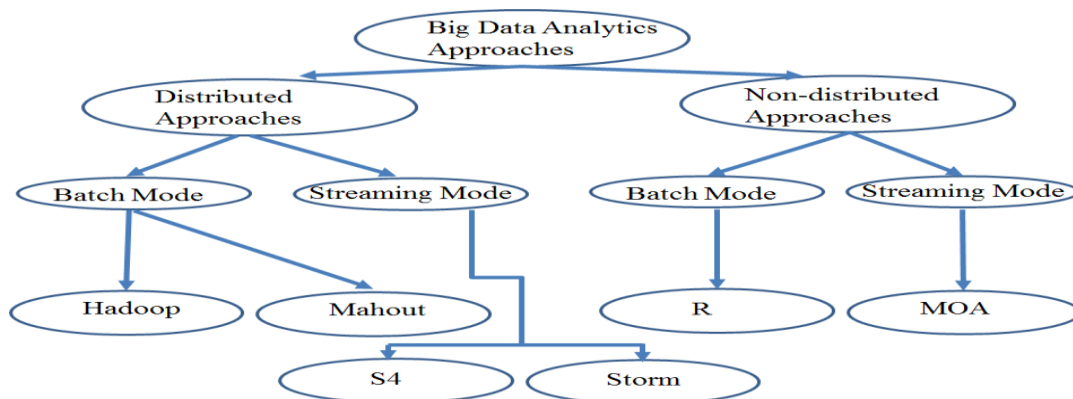 Big Data Analytics
Approaches
Distributed
Approaches
Non-distributed
Approaches
Batch Mode
Streaming Mode
Batch Mode
Streaming Mode
Hadoop
Mahout
R
MOA
S4
Storm